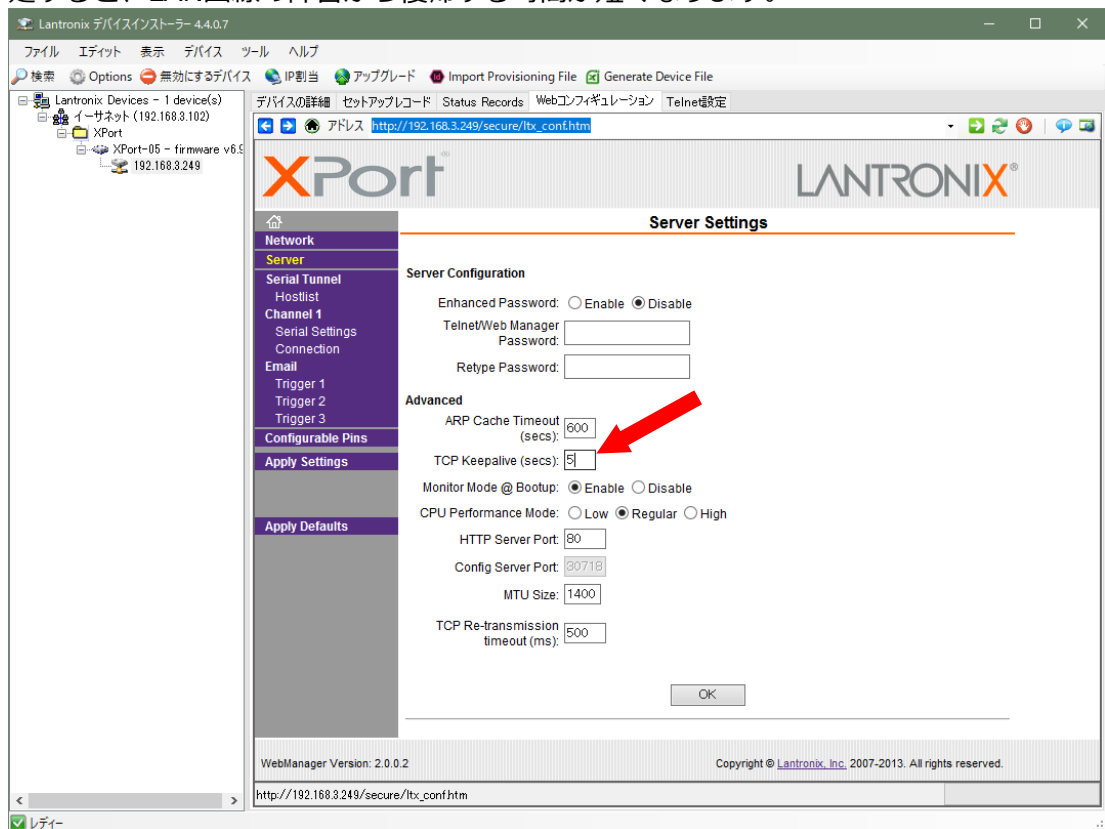 Lantronix デバイスインストーラー 4.4.0.7
ファイル エディット 表示 デバイス ツール ヘルプ
検索 Options 無効にするデバイス IP割当 アップグレード Import Provisioning File Generate Device File
Lantronix Devices - 1 device(s)
イーサネット (192.168.3.102)
XPort
XPort-05 - firmware v6.9
192.168.3.249
デバイスの詳細 セットアップレコード Status Records Webコンフィギュレーション Telnet設定
アドレス http://192.168.3.249/secure/ltx_conf.htm
XPort®
LANTRONIX®
Network
Server
Serial Tunnel
Hostlist
Channel 1
Serial Settings
Connection
Email
Trigger 1
Trigger 2
Trigger 3
Configurable Pins
Apply Settings
Apply Defaults
Server Settings
Server Configuration
Enhanced Password: Enable Disable
Telnet/Web Manager
Password:
Retype Password:
Advanced
ARP Cache Timeout
(secs): 600
TCP Keepalive (secs): 5
Monitor Mode @ Bootup: Enable Disable
CPU Performance Mode: Low Regular High
HTTP Server Port: 80
Config Server Port: 30718
MTU Size: 1400
TCP Re-transmission
timeout (ms): 500
OK
WebManager Version: 2.0.0.2
Copyright © Lantronix, Inc. 2007-2013. All rights reserved.
http://192.168.3.249/secure/ltx_conf.htm
レディー